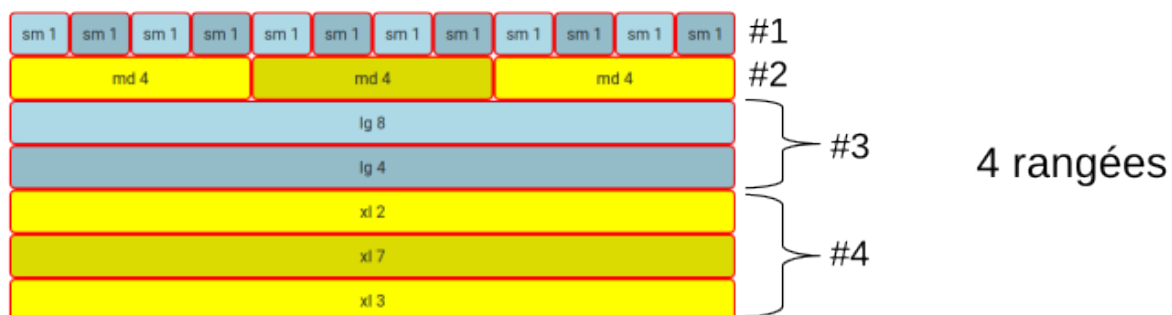 sm 1 sm 1 sm 1 sm 1 sm 1 sm 1 sm 1 sm 1 sm 1 sm 1 sm 1 sm 1 #1
md 4 md 4 md 4 #2
lg 8
#3
lg 4
4 rangées
xl 2
xl 7 #4
xl 3